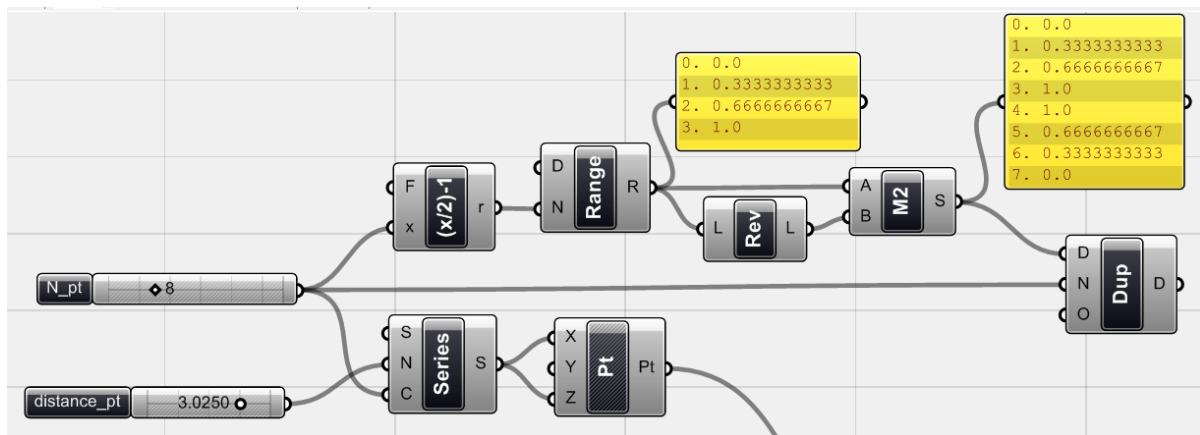 0. 0.0
1. 0.3333333333
2. 0.6666666667
3. 1.0
4. 1.0
5. 0.6666666667
6. 0.3333333333
7. 0.0
0. 0.0
1. 0.3333333333
2. 0.6666666667
3. 1.0
F
x
(x/2)-1
r
D
N
Range
R
L
Rev
L
A
B
M2
S
D
N
O
Dup
D
N_pt
8
S
N
C
Series
S
X
Y
Z
Pt
Pt
distance_pt
3.0250